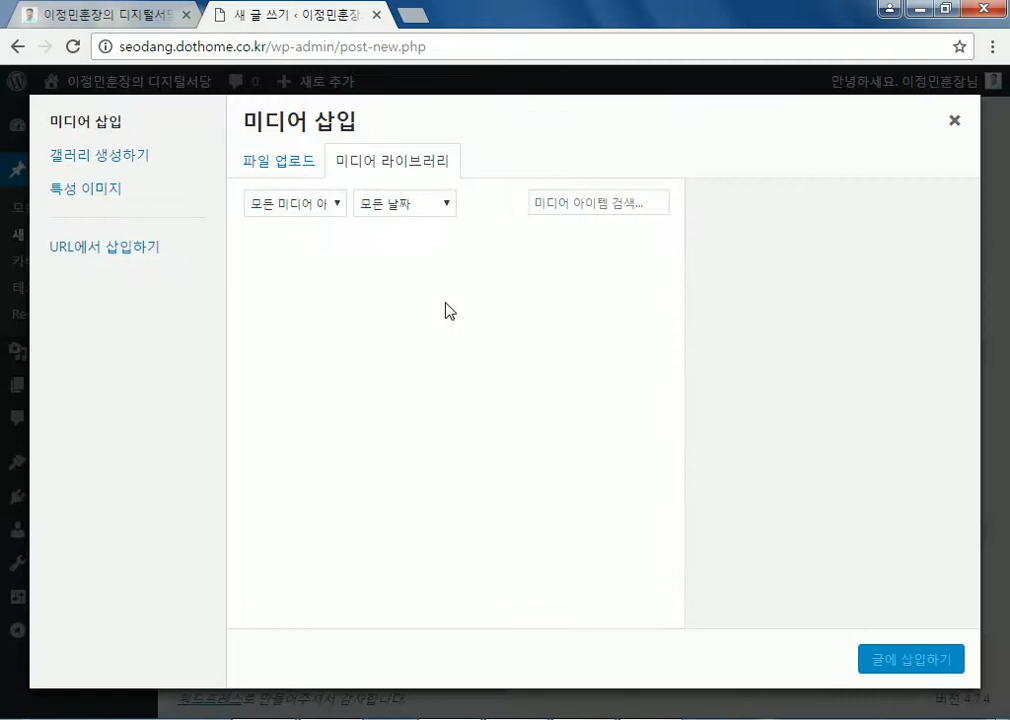 이정민훈장의 디지털서당
새 글 쓰기 ‹ 이정민훈장
seodang.dothome.co.kr/wp-admin/post-new.php
이정민훈장의 디지털서당
0
새로 추가
안녕하세요. 이정민훈장님
미디어 삽입
갤러리 생성하기
특성 이미지
URL에서 삽입하기
미디어 삽입
파일 업로드
미디어 라이브러리
모든 미디어 아
모든 날짜
미디어 아이템 검색...
새
Re
글에 삽입하기
워드프레스로 만들어주셔서 감사합니다.
버전 4.7.4